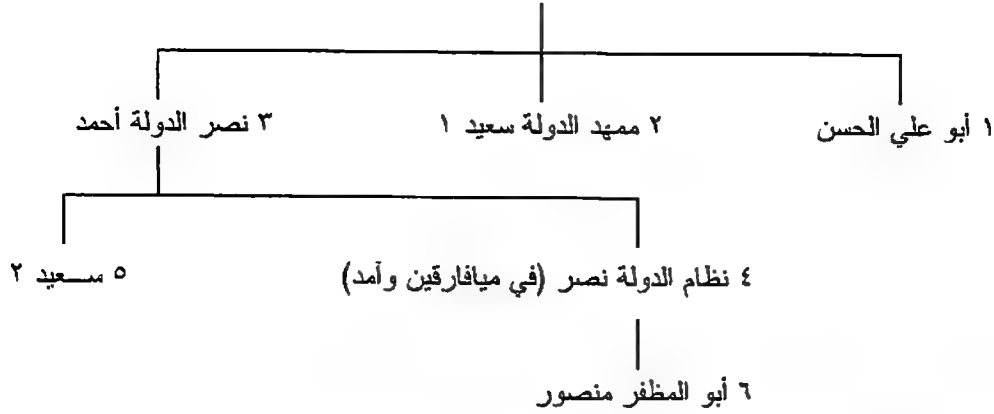 ١ أبو علي الحسن ٢ ممهد الدولة سعيد ١ ٣ نصر الدولة أحمد
٤ نظام الدولة نصر (في ميافارقين وآمد) ٥ سـعيد ٢
٦ أبو المظفر منصور